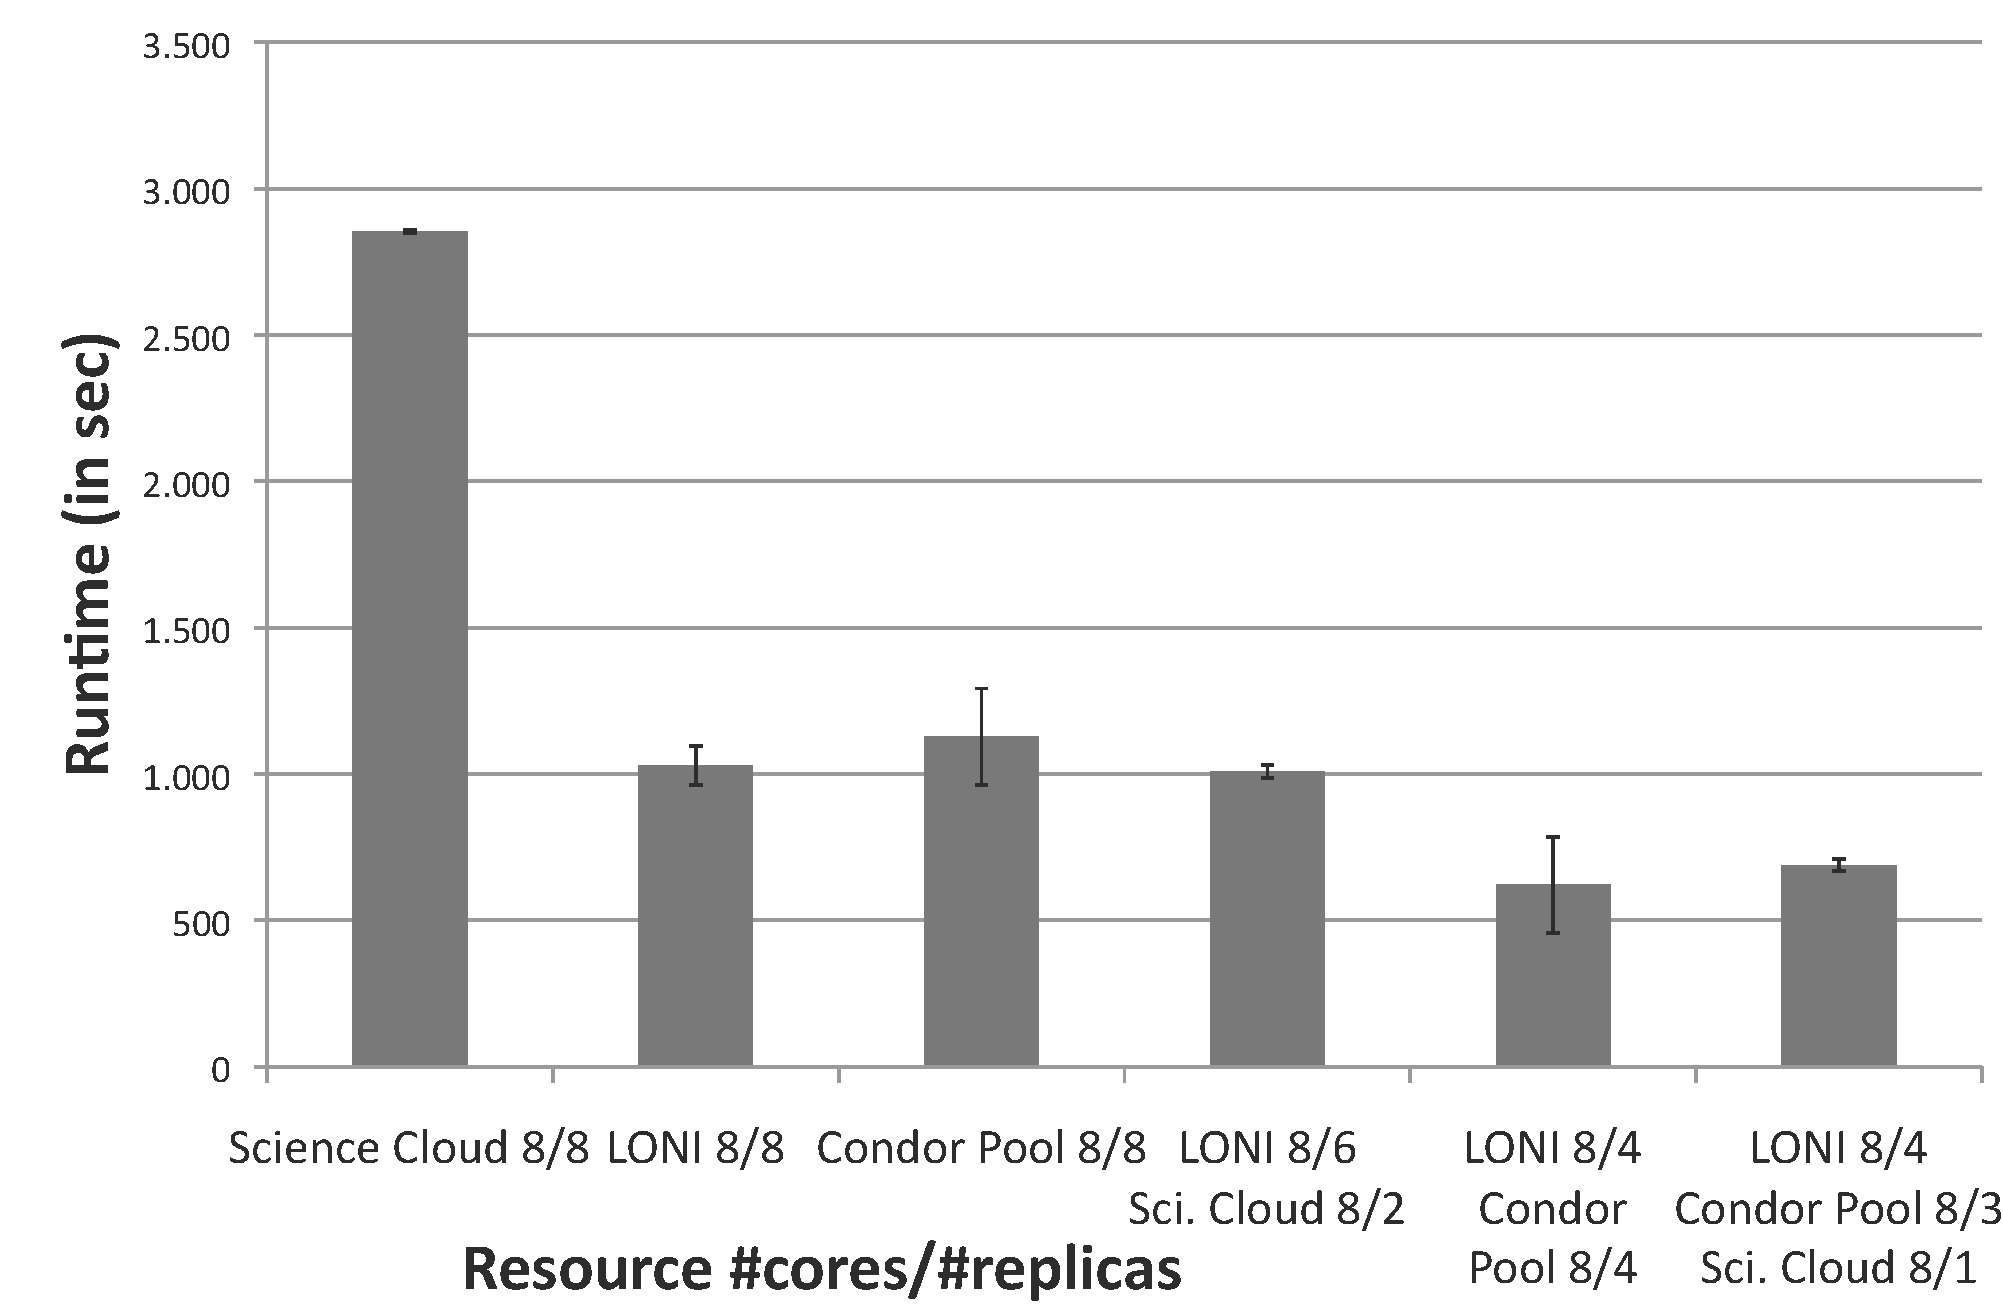 3.500
3.000
2.500
2.000
1.500
1.000
500
0
Runtime (in sec)
Science Cloud 8/8
LONI 8/8
Condor Pool 8/8
LONI 8/6
Sci. Cloud 8/2
LONI 8/4
Condor
Pool 8/4
LONI 8/4
Condor Pool 8/3
Sci. Cloud 8/1
Resource #cores/#replicas